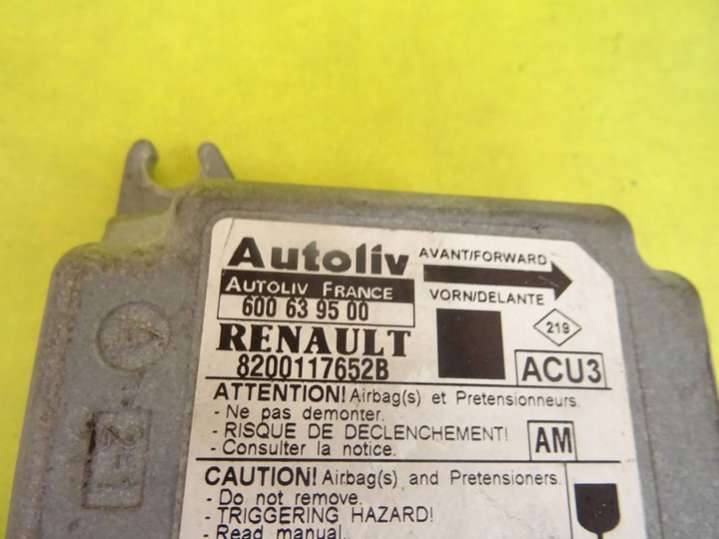 Autoliv
AUTOLIV FRANCE
600 63 95 00
AVANT/FORWARD
VORN/DELANTE
219
RENAULT
8200117652B
ACU3
ATTENTION! Airbag(s) et Pretensionneurs.
- Ne pas demonter.
- RISQUE DE DECLENCHEMENT!
- Consulter la notice.
AM
CAUTION! Airbag(s) and Pretensioners.
- Do not remove.
- TRIGGERING HAZARD!
- Read manual.